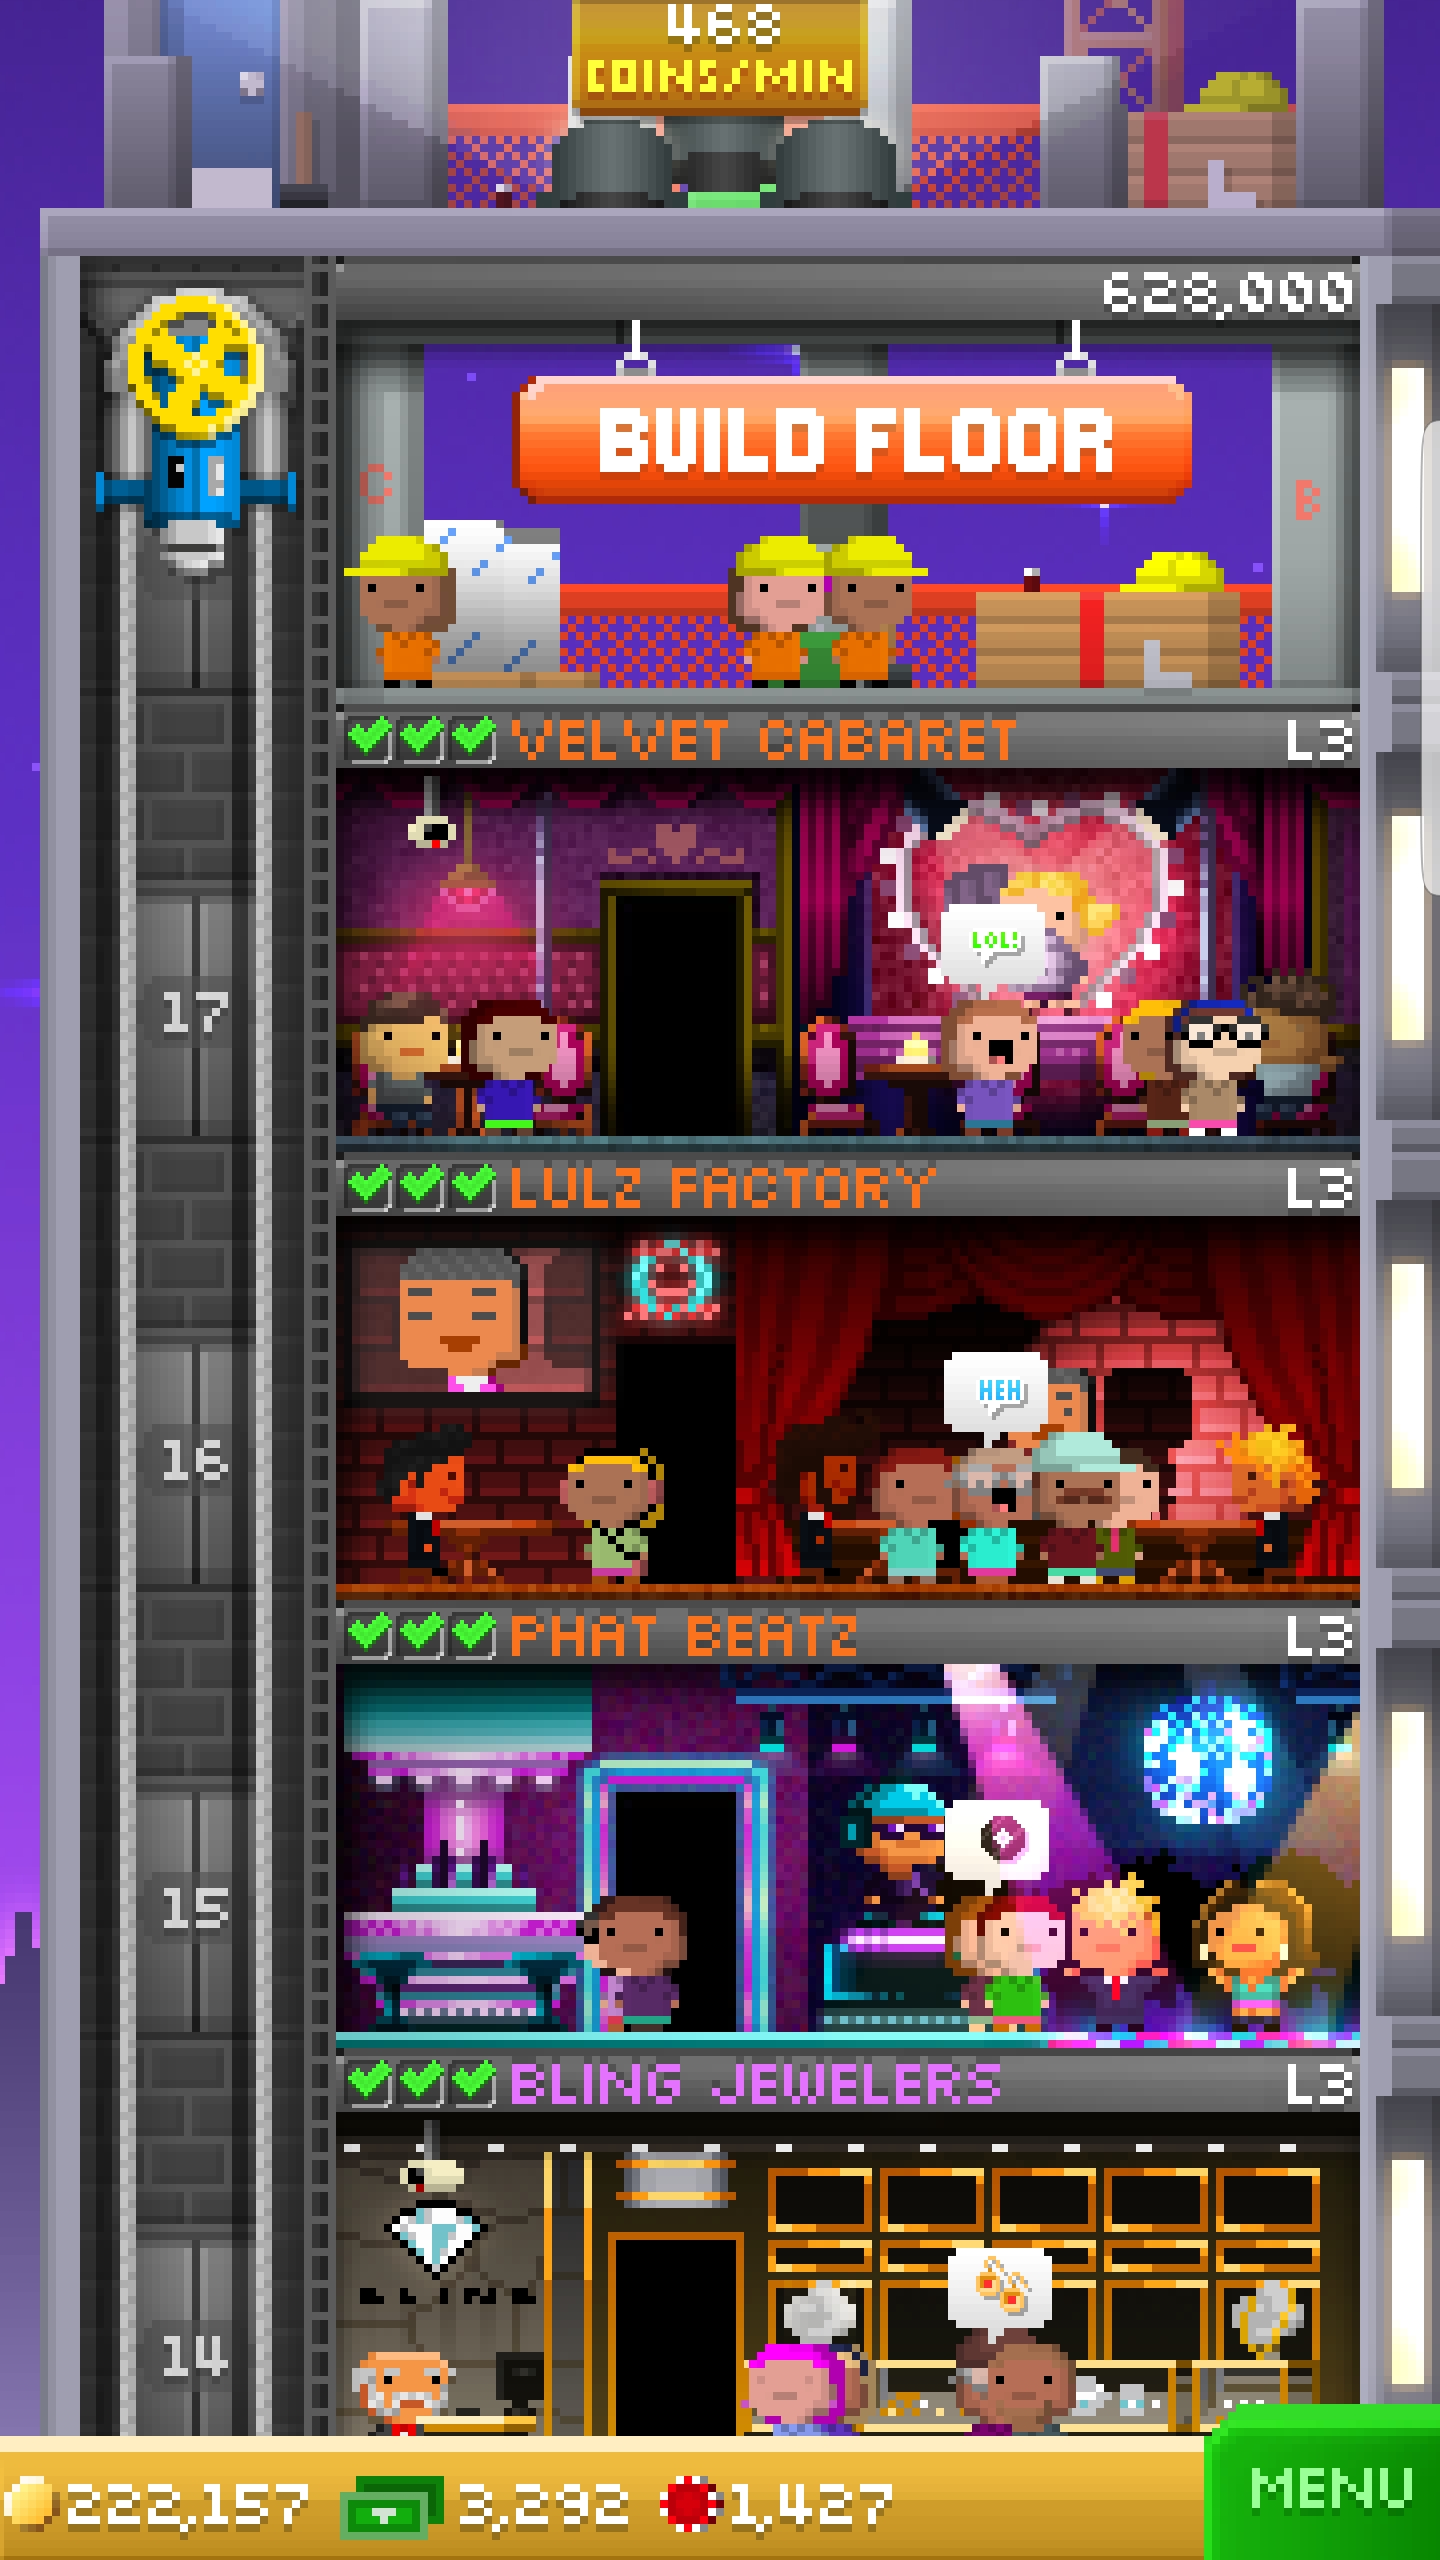 468
COINS/MIN
628,000
BUILD FLOOR
C
B
VELVET CABARET L3
LOL!
17
LULZ FACTORY L3
HEH
16
PHAT BEATZ L3
15
BLING JEWELERS L3
BLING
14
222,157 3,292 1,427 MENU